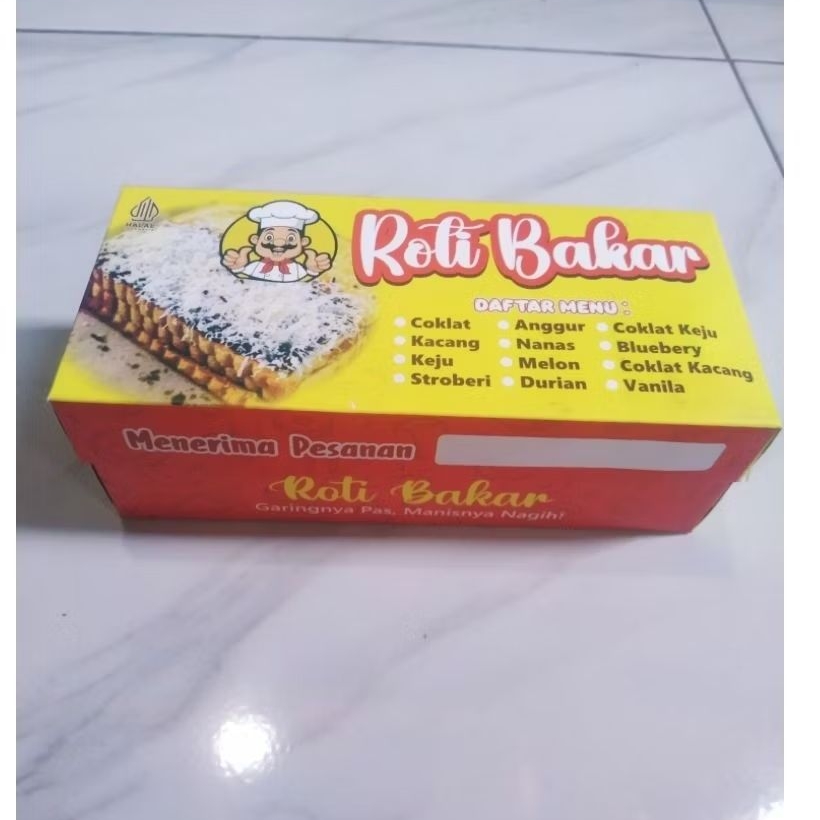 HALAL
Roti Bakar
DAFTAR MENU :
Coklat
Kacang
Keju
Stroberi
Anggur
Nanas
Melon
Durian
Coklat Keju
Bluebery
Coklat Kacang
Vanila
Menerima Pesanan
Roti Bakar
Garingnya Pas, Manisnya Nagih!